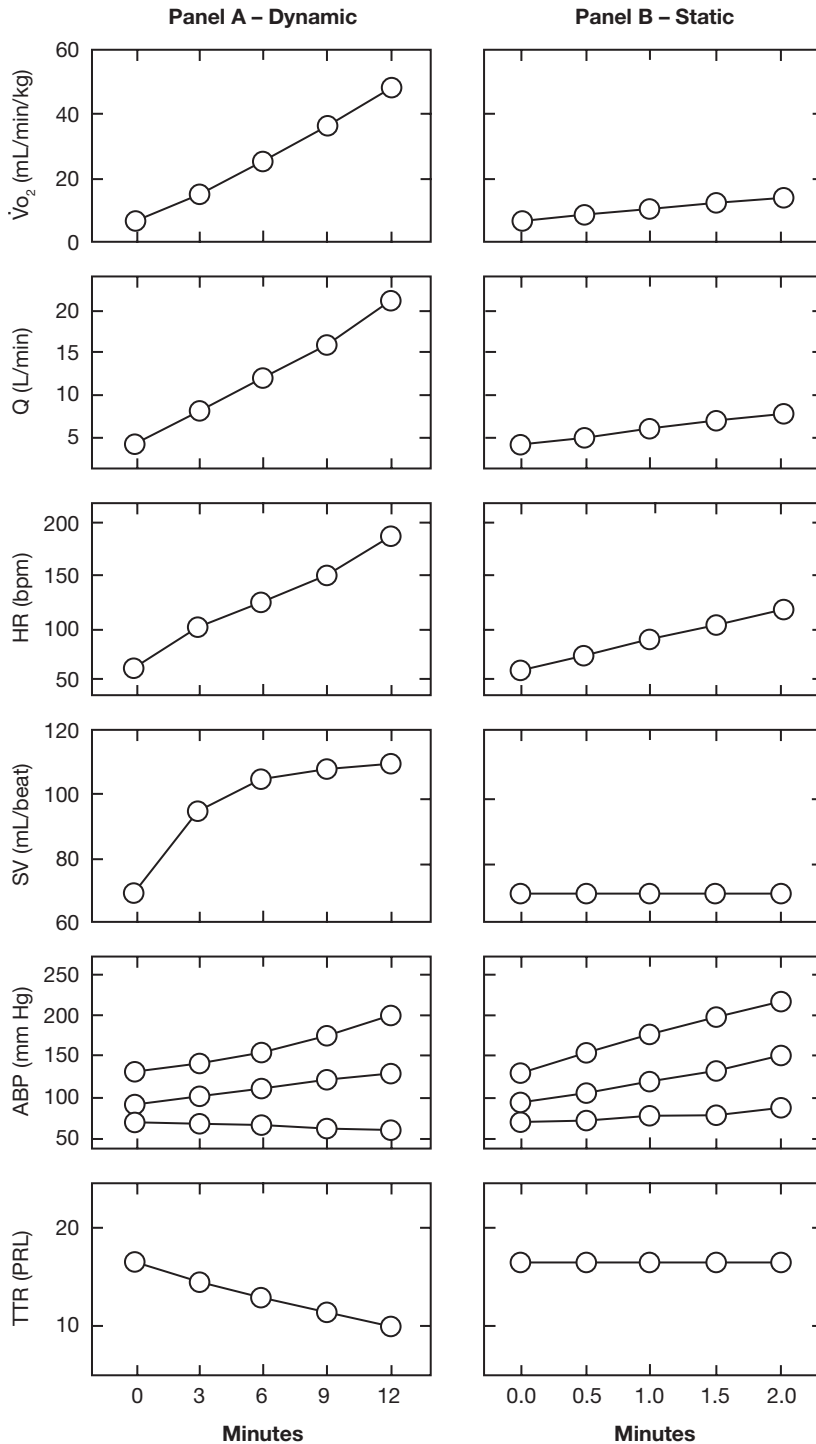 Panel A – Dynamic
Panel B – Static
V̇o₂ (mL/min/kg)
60
40
20
0
Q (L/min)
20
15
10
5
HR (bpm)
200
150
100
50
SV (mL/beat)
120
100
80
60
ABP (mm Hg)
250
200
150
100
50
TTR (PRL)
20
10
0 3 6 9 12
0.0 0.5 1.0 1.5 2.0
Minutes
Minutes